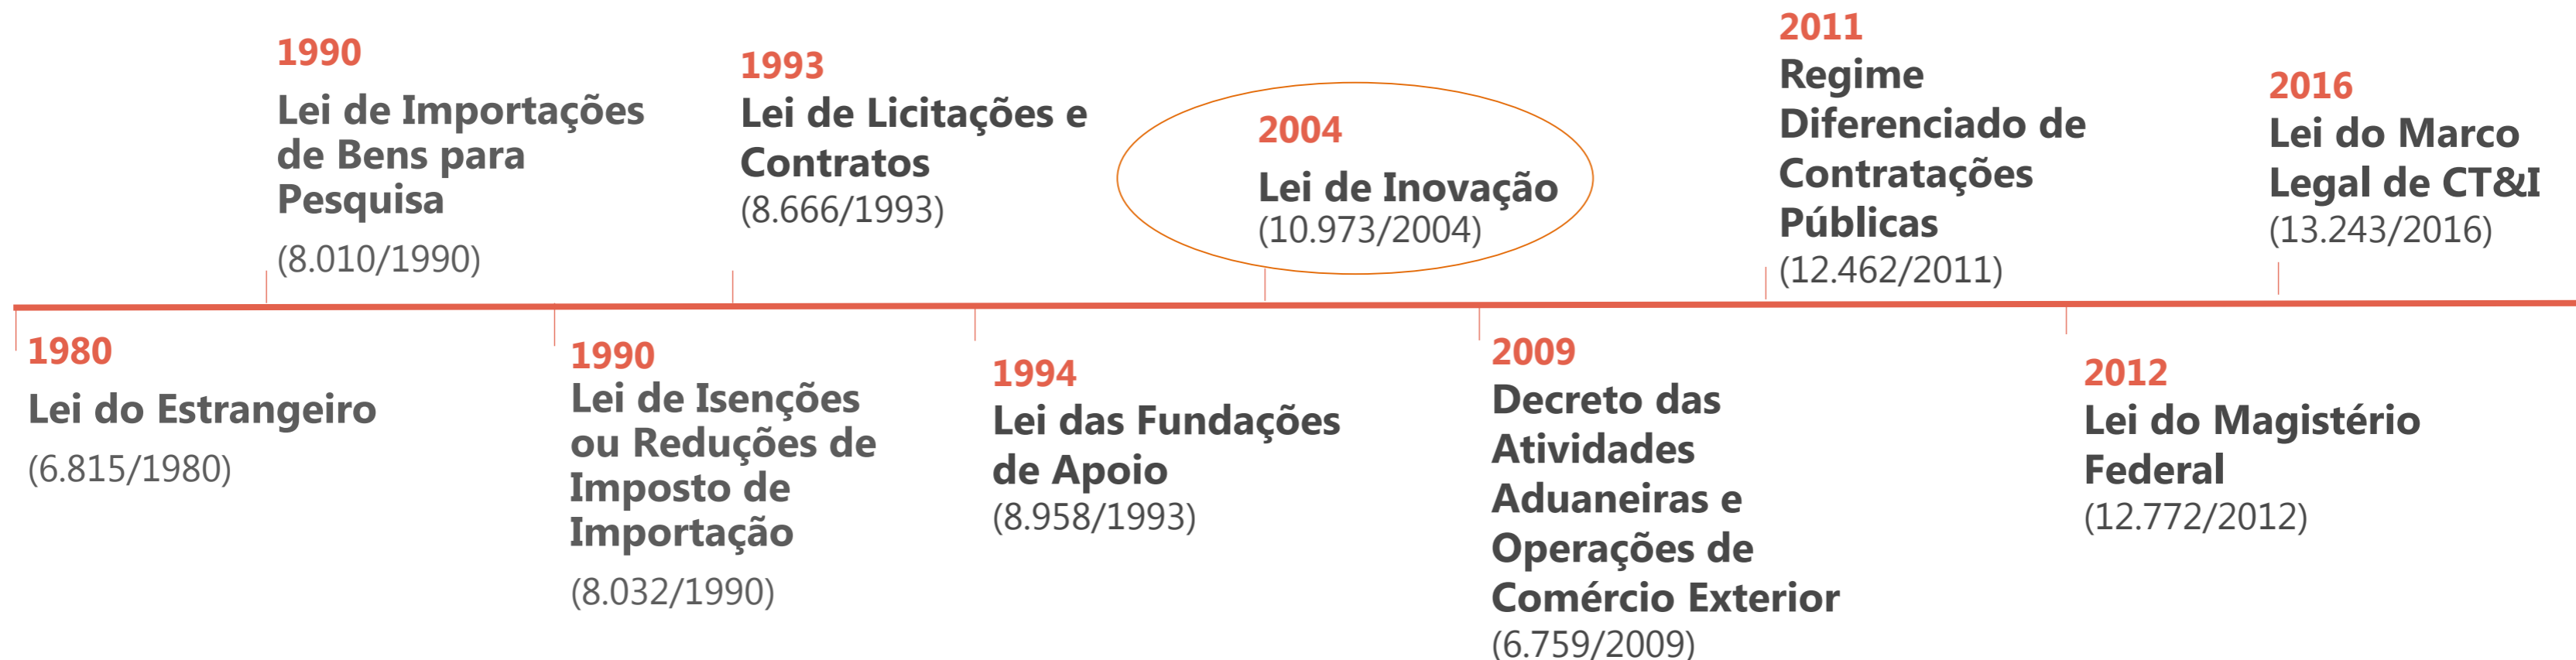 1990
Lei de Importações
de Bens para
Pesquisa
(8.010/1990)
1993
Lei de Licitações e
Contratos
(8.666/1993)
2004
Lei de Inovação
(10.973/2004)
2011
Regime
Diferenciado de
Contratações
Públicas
(12.462/2011)
2016
Lei do Marco
Legal de CT&I
(13.243/2016)
1980
Lei do Estrangeiro
(6.815/1980)
1990
Lei de Isenções
ou Reduções de
Imposto de
Importação
(8.032/1990)
1994
Lei das Fundações
de Apoio
(8.958/1993)
2009
Decreto das
Atividades
Aduaneiras e
Operações de
Comércio Exterior
(6.759/2009)
2012
Lei do Magistério
Federal
(12.772/2012)